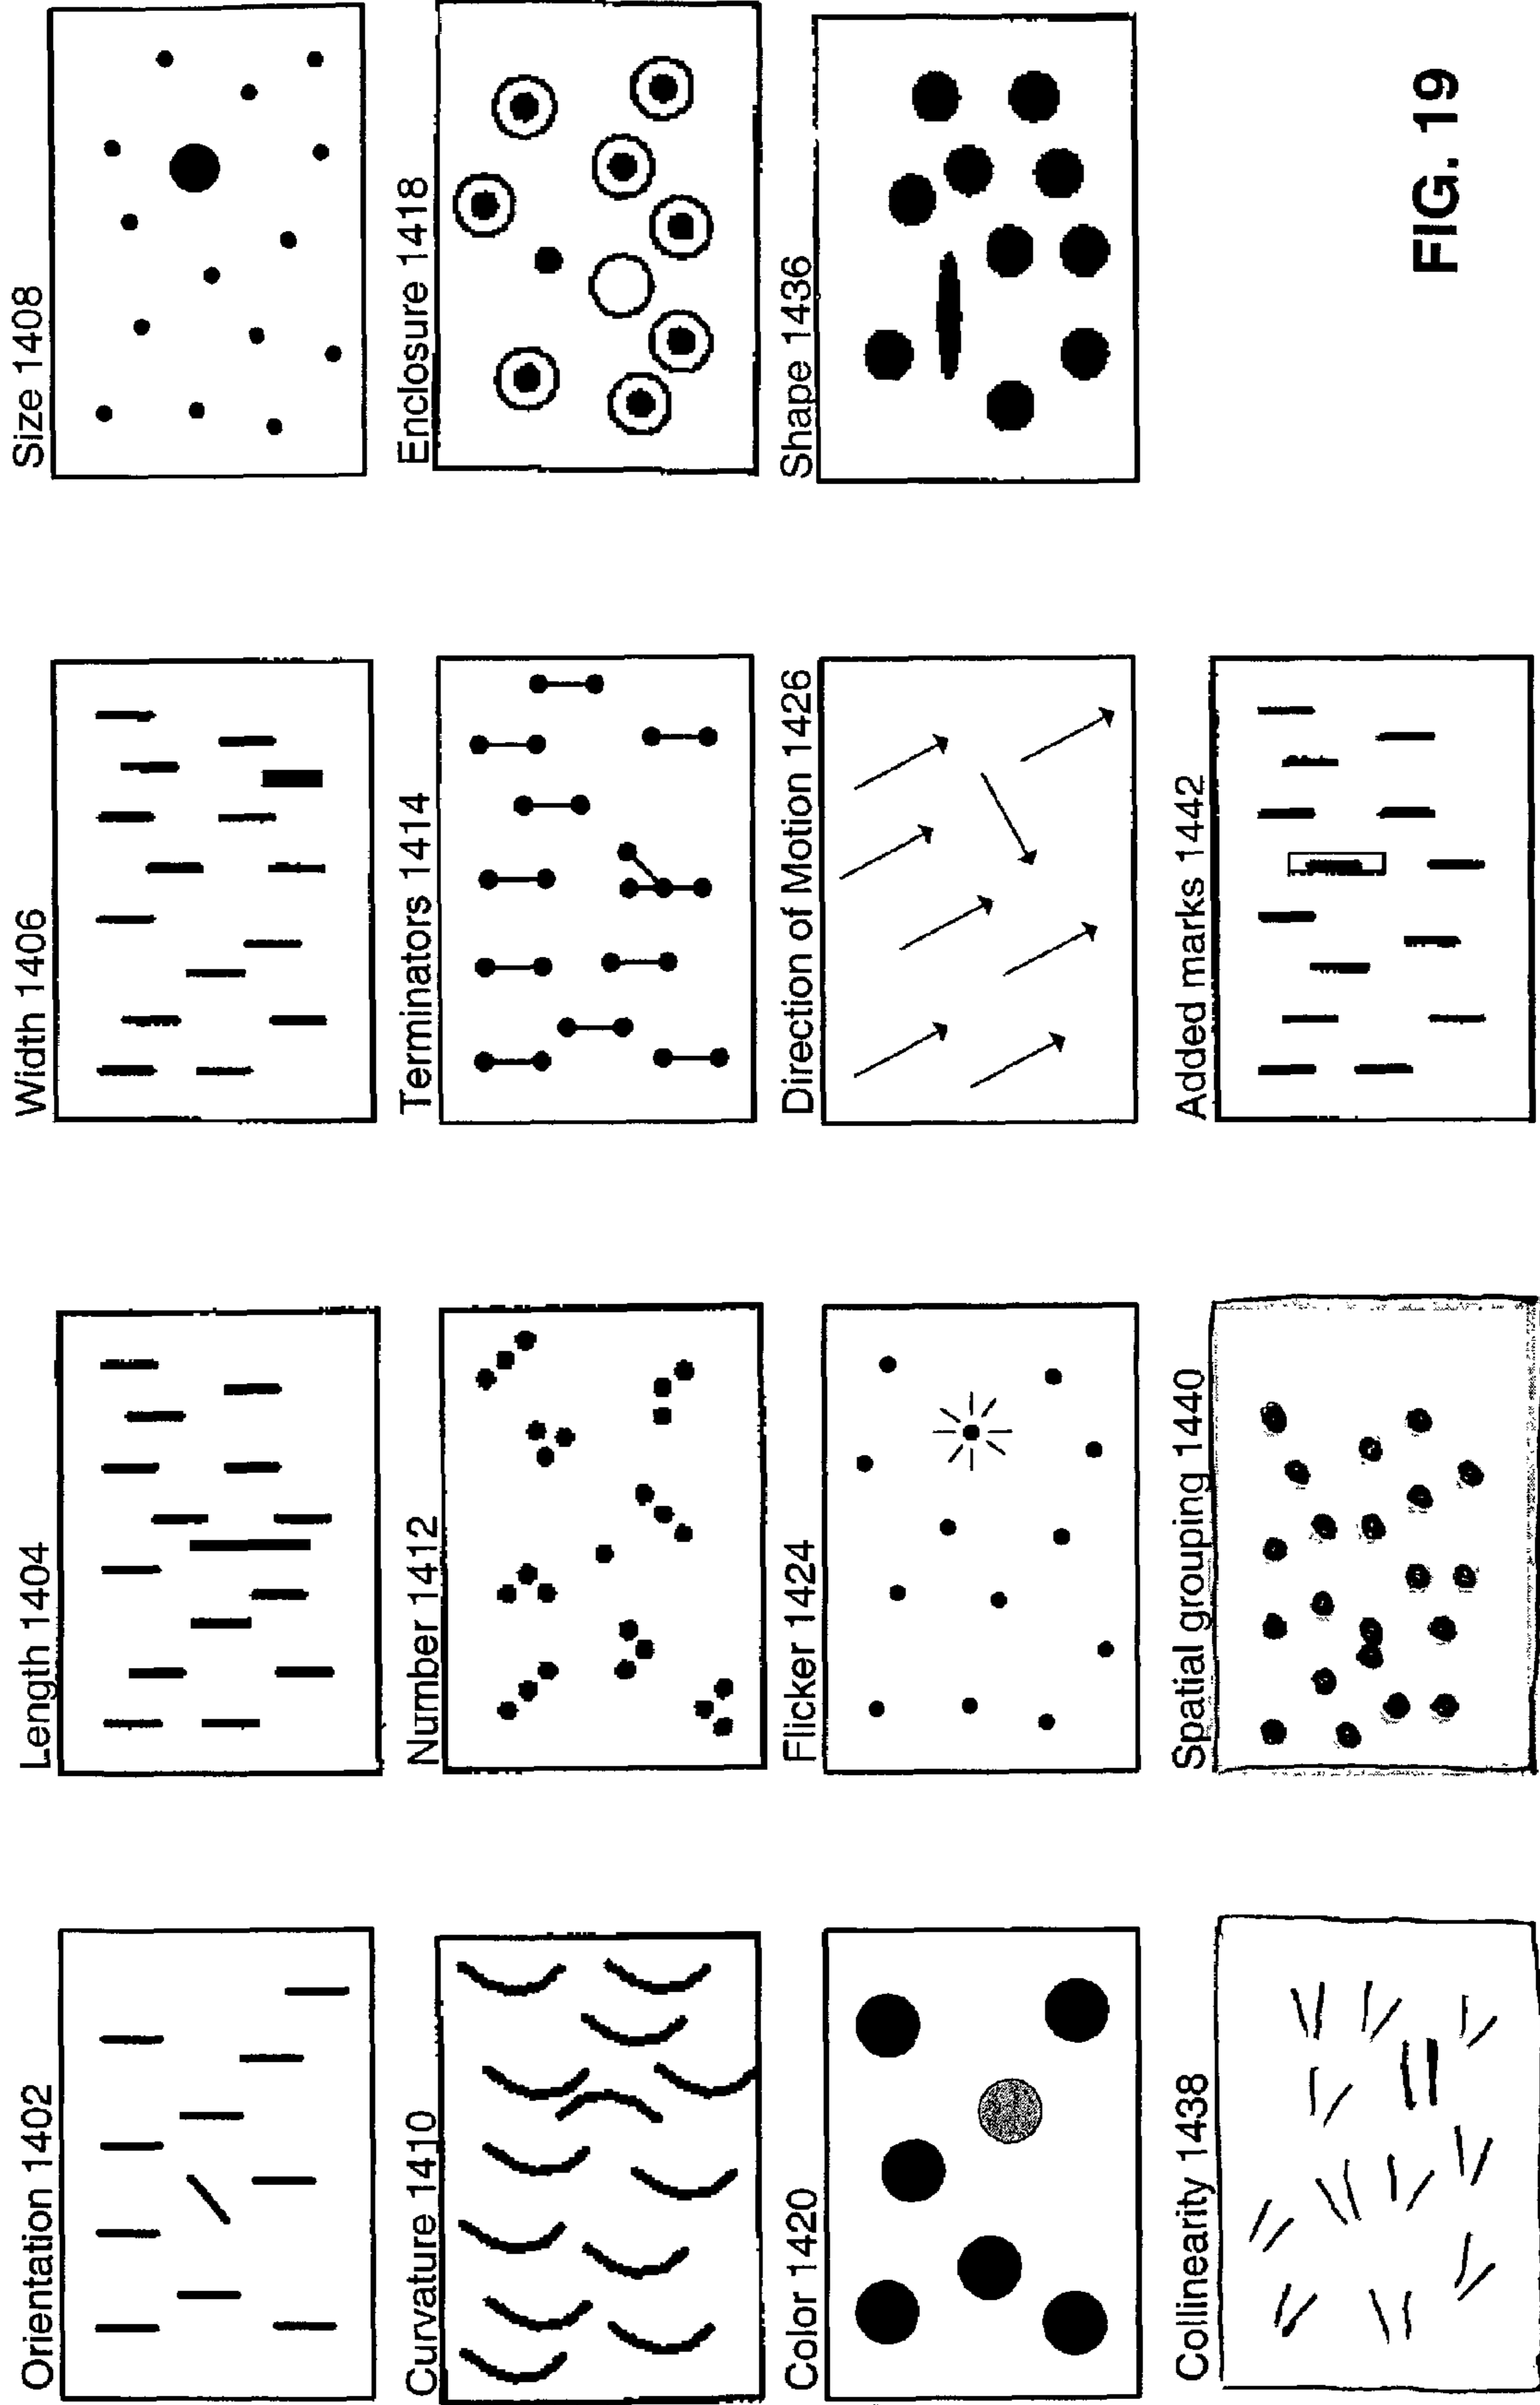 Orientation 1402
Length 1404
Width 1406
Size 1408
Curvature 1410
Number 1412
Terminators 1414
Enclosure 1418
Color 1420
Flicker 1424
Direction of Motion 1426
Shape 1436
Collinearity 1438
Spatial grouping 1440
Added marks 1442
FIG. 19